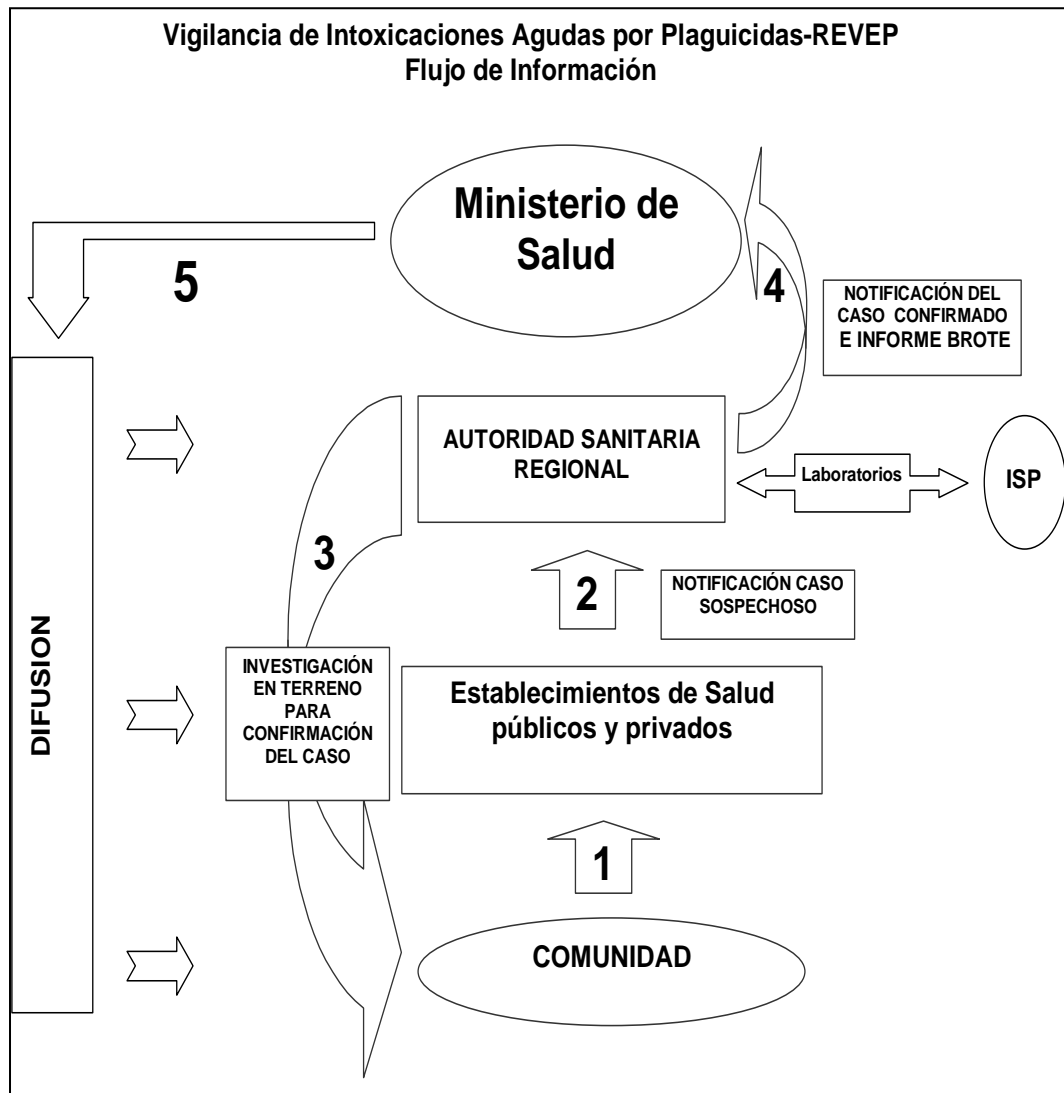 Vigilancia de Intoxicaciones Agudas por Plaguicidas-REVEP
Flujo de Información
Ministerio de
Salud
5
4
NOTIFICACIÓN DEL
CASO CONFIRMADO
E INFORME BROTE
AUTORIDAD SANITARIA
REGIONAL
Laboratorios
ISP
3
2
NOTIFICACIÓN CASO
SOSPECHOSO
DIFUSION
INVESTIGACIÓN
EN TERRENO
PARA
CONFIRMACIÓN
DEL CASO
Establecimientos de Salud
públicos y privados
1
COMUNIDAD